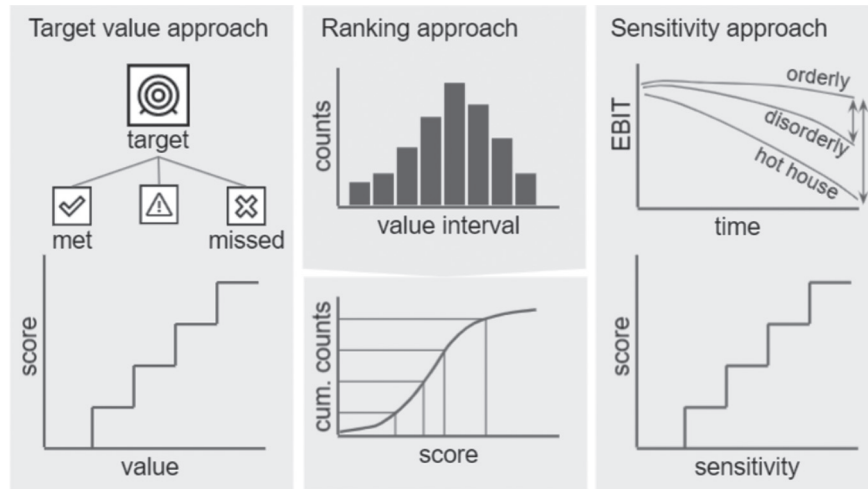 Target value approach
target
met
missed
score
value
Ranking approach
counts
value interval
cum. counts
score
Sensitivity approach
EBIT
orderly
disorderly
hot house
time
score
sensitivity